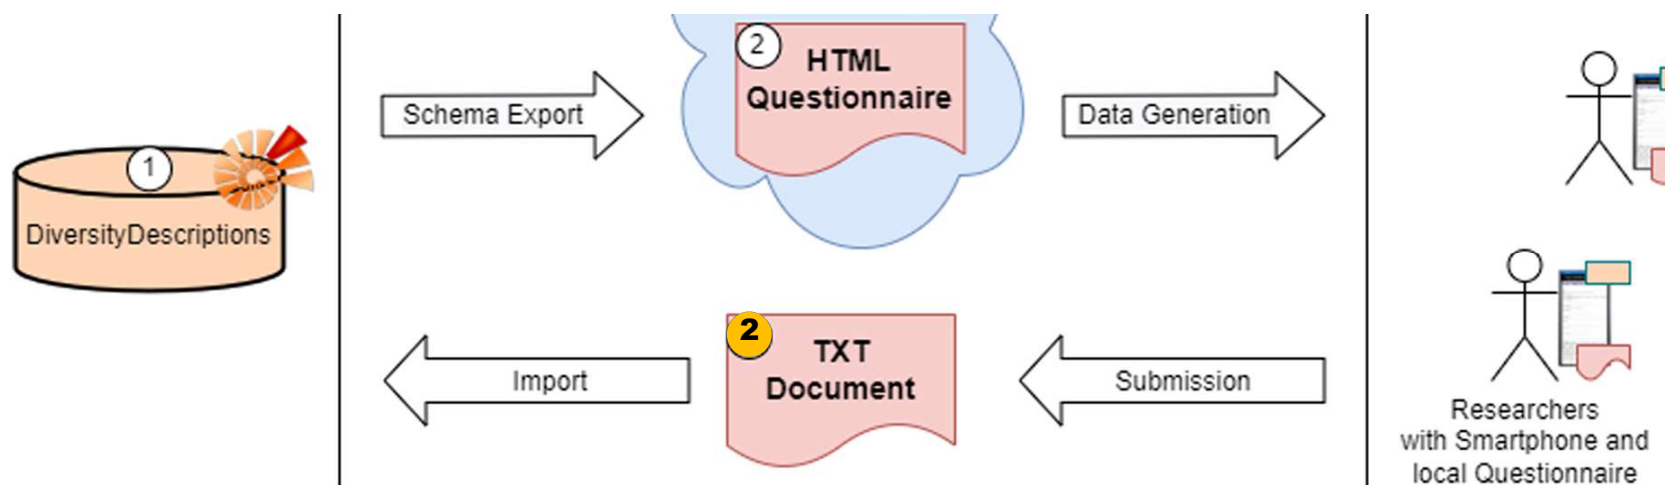 1
DiversityDescriptions
Schema Export
2
HTML
Questionnaire
Data Generation
Import
2
TXT
Document
Submission
Researchers
with Smartphone and
local Questionnaire